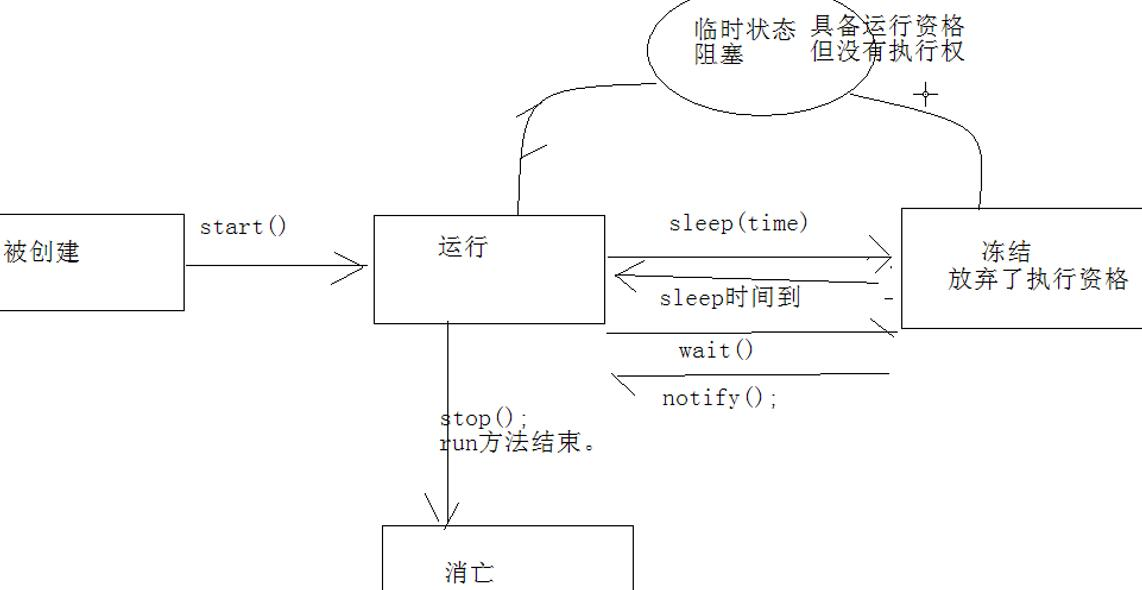 临时状态 具备运行资格
阻塞 但没有执行权
start()
被创建
运行
sleep(time)
冻结
放弃了执行资格
sleep时间到
wait()
notify();
stop();
run方法结束。
消亡